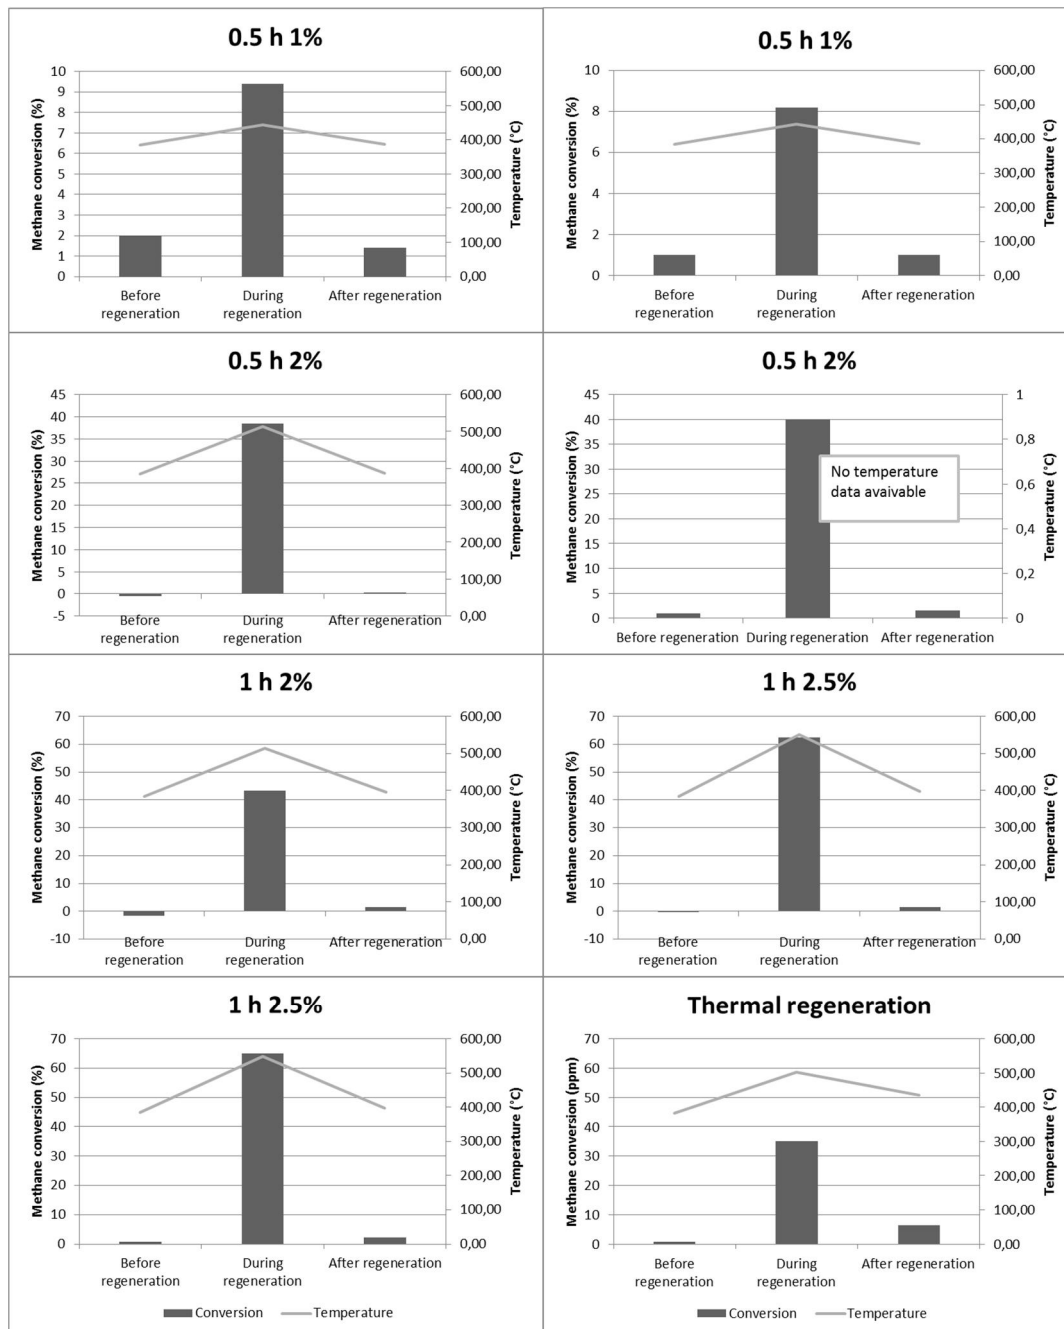 0.5 h 1%
Methane conversion (%)
10
9
8
7
6
5
4
3
2
1
0
600,00
500,00
400,00
300,00
200,00
100,00
0,00
Temperature (°C)
Before
regeneration
During
regeneration
After regeneration
0.5 h 1%
Methane conversion (%)
10
8
6
4
2
0
600,00
500,00
400,00
300,00
200,00
100,00
0,00
Temperature (°C)
Before
regeneration
During
regeneration
After regeneration
0.5 h 2%
Methane conversion (%)
45
40
35
30
25
20
15
10
5
0
-5
600,00
500,00
400,00
300,00
200,00
100,00
0,00
Temperature (°C)
Before
regeneration
During
regeneration
After regeneration
0.5 h 2%
Methane conversion (%)
45
40
35
30
25
20
15
10
5
0
1
0,8
0,6
0,4
0,2
0
Temperature (°C)
No temperature
data avaivable
Before regeneration
During regeneration
After regeneration
1 h 2%
Methane conversion (%)
70
60
50
40
30
20
10
0
-10
600,00
500,00
400,00
300,00
200,00
100,00
0,00
Temperature (°C)
Before
regeneration
During
regeneration
After regeneration
1 h 2.5%
Methane conversion (%)
70
60
50
40
30
20
10
0
-10
600,00
500,00
400,00
300,00
200,00
100,00
0,00
Temperature (°C)
Before
regeneration
During
regeneration
After regeneration
1 h 2.5%
Methane conversion (%)
70
60
50
40
30
20
10
0
600,00
500,00
400,00
300,00
200,00
100,00
0,00
Temperature (°C)
Before
regeneration
During
regeneration
After regeneration
Conversion
Temperature
Thermal regeneration
Methane conversion (ppm)
70
60
50
40
30
20
10
0
600,00
500,00
400,00
300,00
200,00
100,00
0,00
Temperature (°C)
Before
regeneration
During
regeneration
After regeneration
Conversion
Temperature